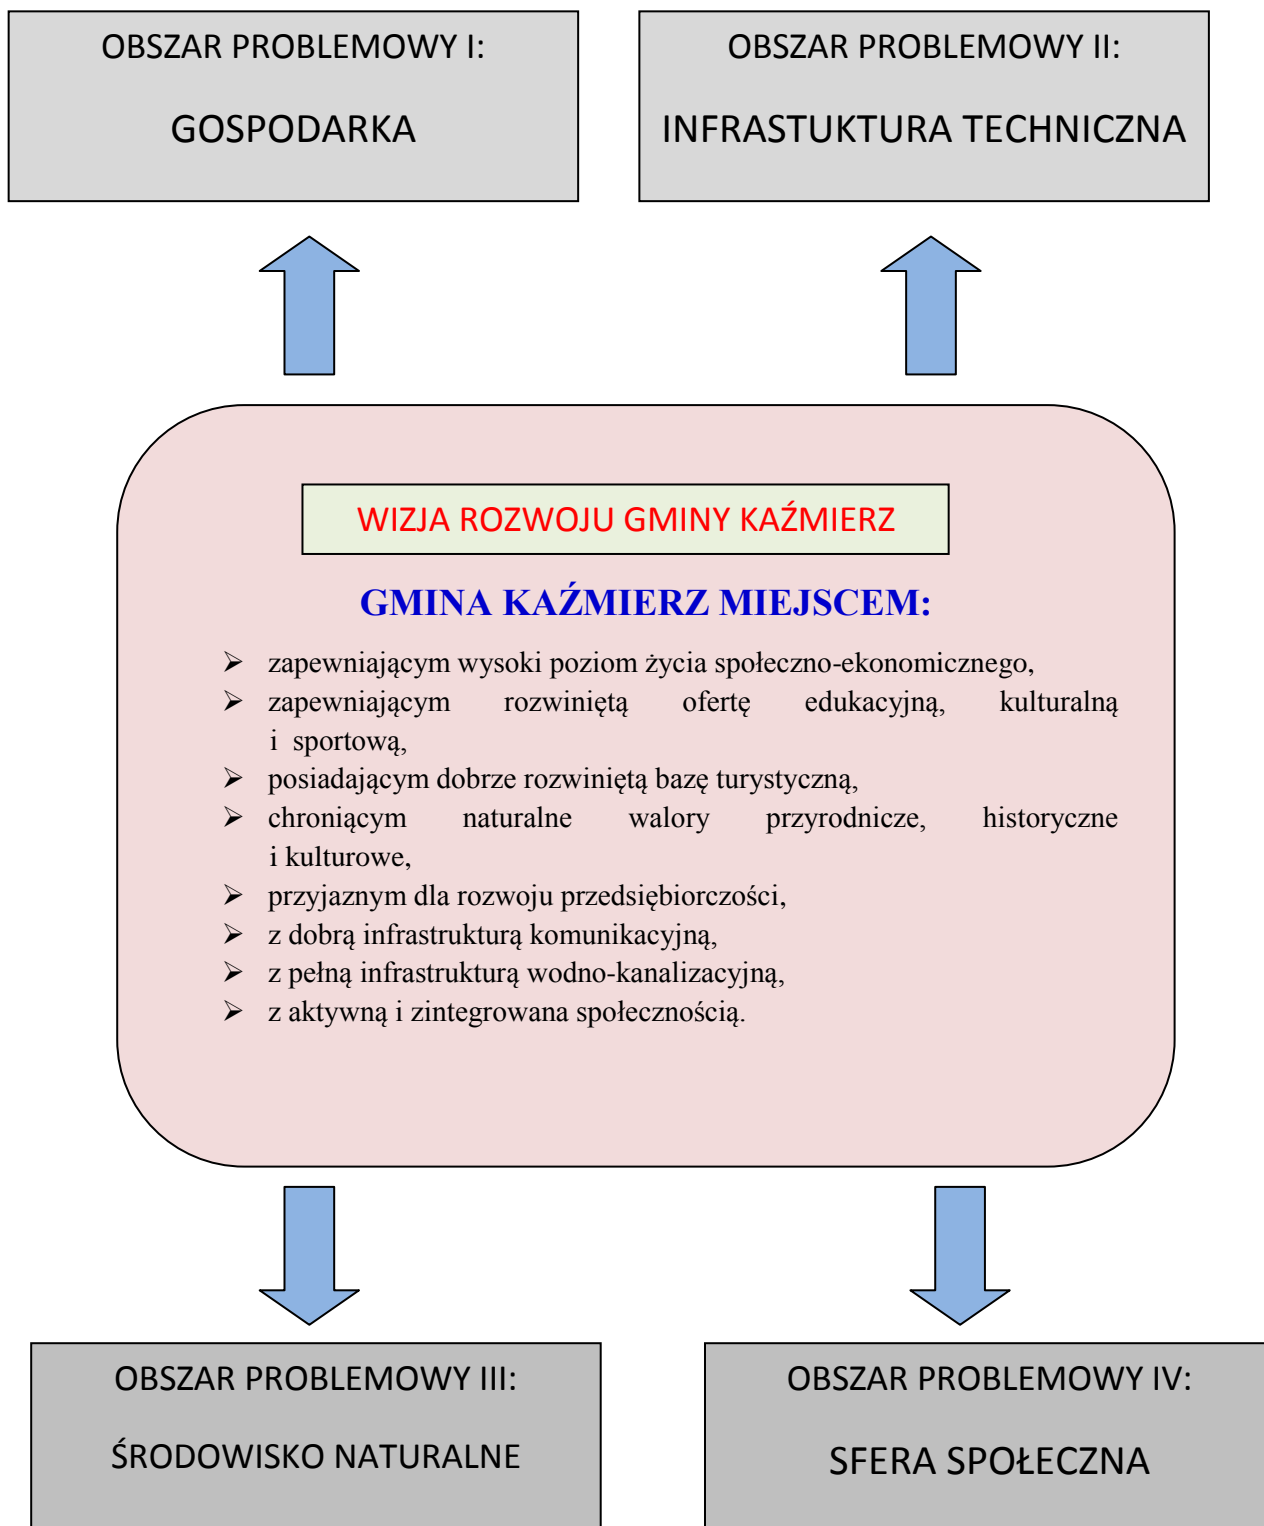 OBSZAR PROBLEMOWY I:
GOSPODARKA
OBSZAR PROBLEMOWY II:
INFRASTUKTURA TECHNICZNA
WIZJA ROZWOJU GMINY KAŹMIERZ
GMINA KAŹMIERZ MIEJSCEM:
➢ zapewniającym wysoki poziom życia społeczno-ekonomicznego,
➢ zapewniającym rozwiniętą ofertę edukacyjną, kulturalną
i sportową,
➢ posiadającym dobrze rozwiniętą bazę turystyczną,
➢ chroniącym naturalne walory przyrodnicze, historyczne
i kulturowe,
➢ przyjaznym dla rozwoju przedsiębiorczości,
➢ z dobrą infrastrukturą komunikacyjną,
➢ z pełną infrastrukturą wodno-kanalizacyjną,
➢ z aktywną i zintegrowana społecznością.
OBSZAR PROBLEMOWY III:
ŚRODOWISKO NATURALNE
OBSZAR PROBLEMOWY IV:
SFERA SPOŁECZNA